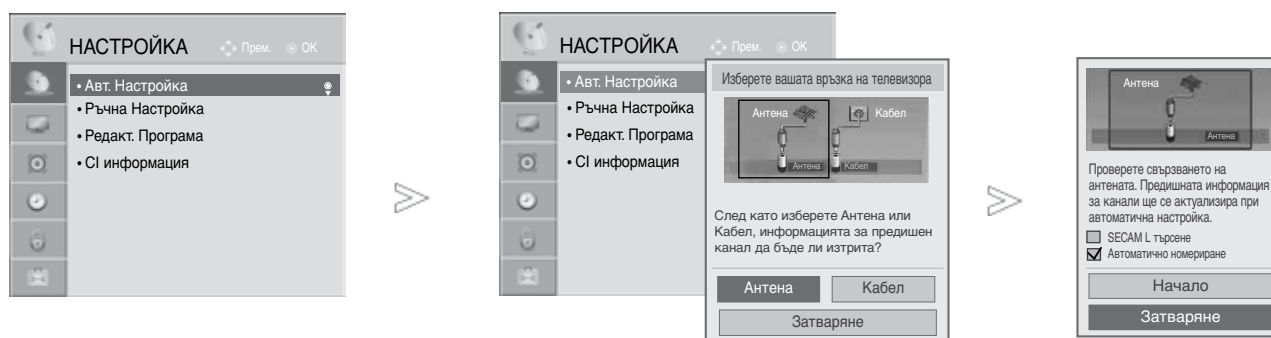 НАСТРОЙКА
Прем. OK
• Авт. Настройка
• Ръчна Настройка
• Редакт. Програма
• CI информация
НАСТРОЙКА
Прем. OK
• Авт. Настройка
• Ръчна Настройка
• Редакт. Програма
• CI информация
Изберете вашата връзка на телевизора
Антена Кабел
Антена Кабел
След като изберете Антена или
Кабел, информацията за предишен
канал да бъде ли изтрита?
Антена Кабел
Затваряне
Антена
Антена
Проверете свързването на
антената. Предишната информация
за канали ще се актуализира при
автоматична настройка.
SECAM L търсене
Автоматично номериране
Начало
Затваряне